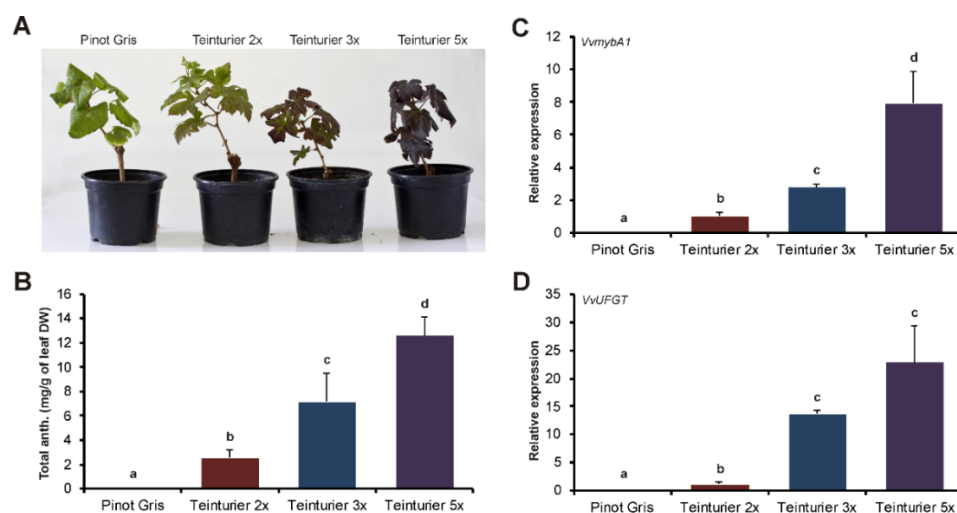 A
Pinot Gris Teinturier 2x Teinturier 3x Teinturier 5x
B
Total anth. (mg/g of leaf DW)
16
14
12
10
8
6
4
2
0
a
b
c
d
Pinot Gris Teinturier 2x Teinturier 3x Teinturier 5x
C
VvmybA1
Relative expression
12
10
8
6
4
2
0
a
b
c
d
Pinot Gris Teinturier 2x Teinturier 3x Teinturier 5x
D
VvUFGT
Relative expression
35
30
25
20
15
10
5
0
a
b
c
c
Pinot Gris Teinturier 2x Teinturier 3x Teinturier 5x